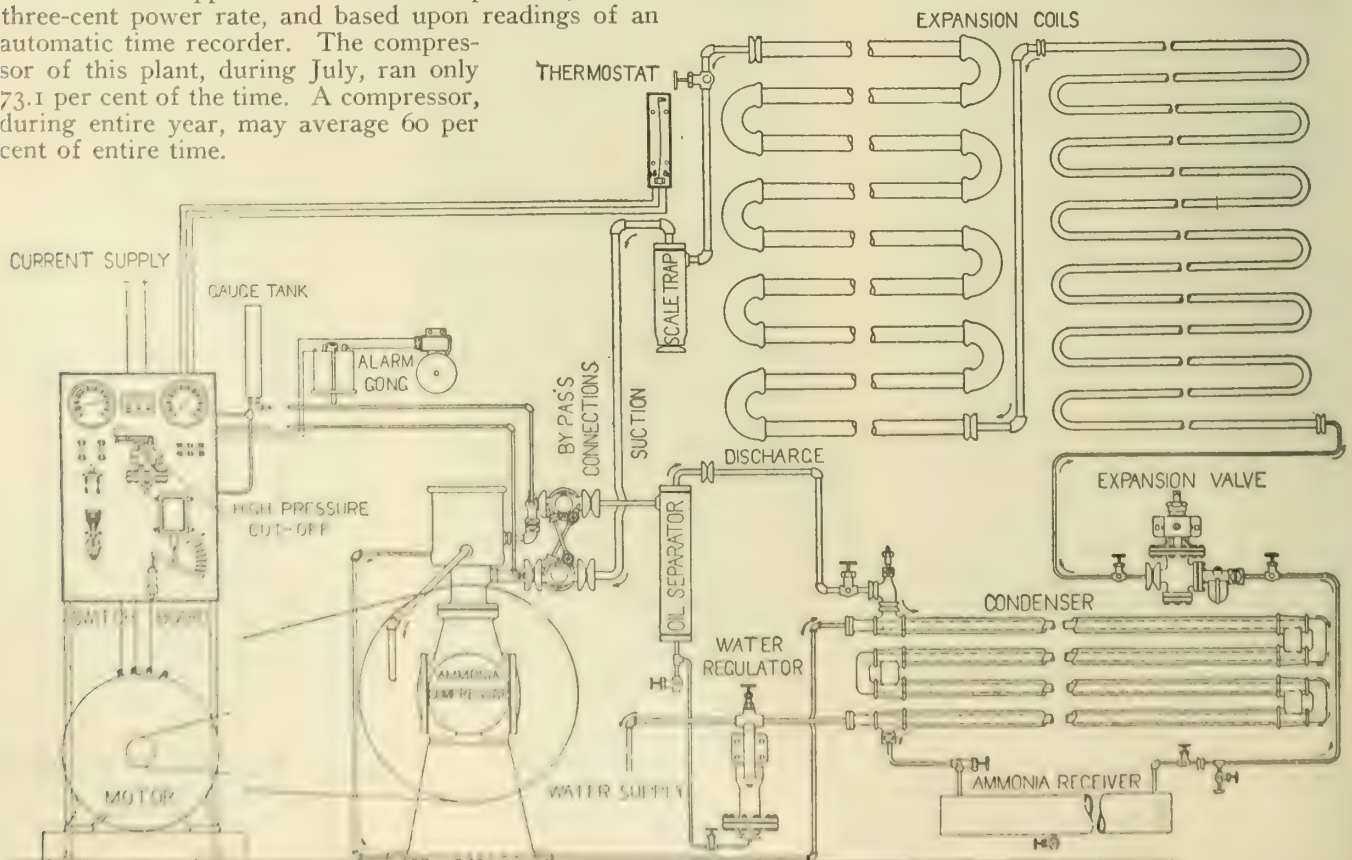 three-cent power rate, and based upon readings of an
automatic time recorder. The compres-
sor of this plant, during July, ran only
73.1 per cent of the time. A compressor,
during entire year, may average 60 per
cent of entire time.
EXPANSION COILS
THERMOSTAT
CURRENT SUPPLY
GAUGE TANK
SCALE TRAP
ALARM
GONG
BY PASS
CONNECTIONS
SUCTION
DISCHARGE
EXPANSION VALVE
HIGH PRESSURE
CUT-OFF
OIL SEPARATOR
SWITCH BOARD
CONDENSER
WATER
REGULATOR
AMMONIA
COMPRESSOR
MOTOR
WATER SUPPLY
AMMONIA RECEIVER